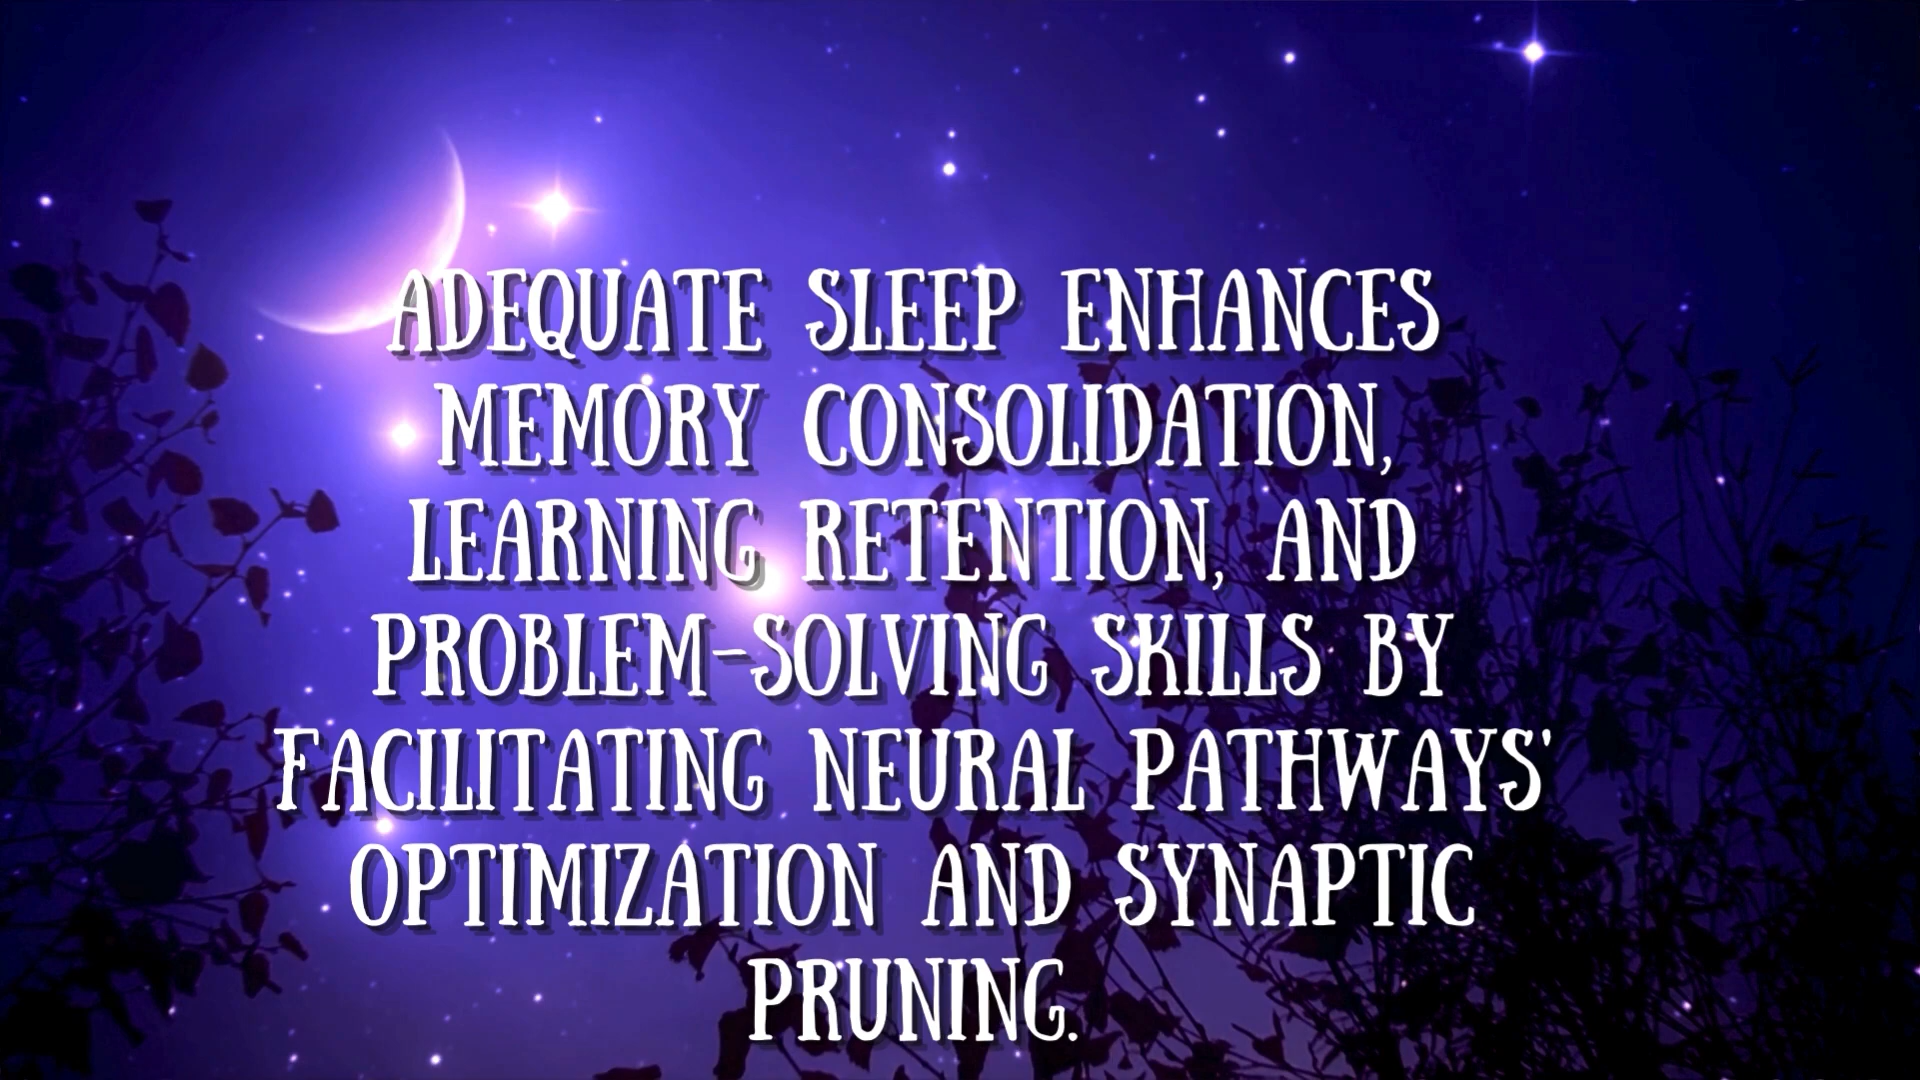 ADEQUATE SLEEP ENHANCES
MEMORY CONSOLIDATION,
LEARNING RETENTION, AND
PROBLEM-SOLVING SKILLS BY
FACILITATING NEURAL PATHWAYS'
OPTIMIZATION AND SYNAPTIC
PRUNING.